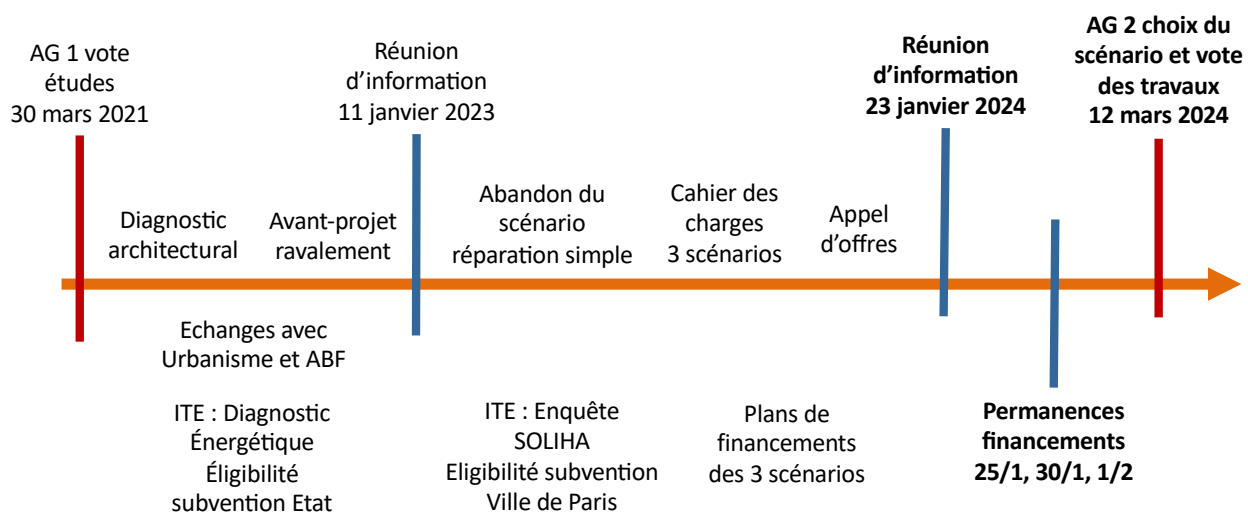 AG 1 vote
études
30 mars 2021
Réunion
d'information
11 janvier 2023
Réunion
d'information
23 janvier 2024
AG 2 choix du
scénario et vote
des travaux
12 mars 2024
Diagnostic
architectural
Avant-projet
ravalement
Abandon du
scénario
réparation simple
Cahier des
charges
3 scénarios
Appel
d'offres
Echanges avec
Urbanisme et ABF
ITE : Diagnostic
Énergétique
Éligibilité
subvention Etat
ITE : Enquête
SOLIHA
Eligibilité subvention
Ville de Paris
Plans de
financements
des 3 scénarios
Permanences
financements
25/1, 30/1, 1/2